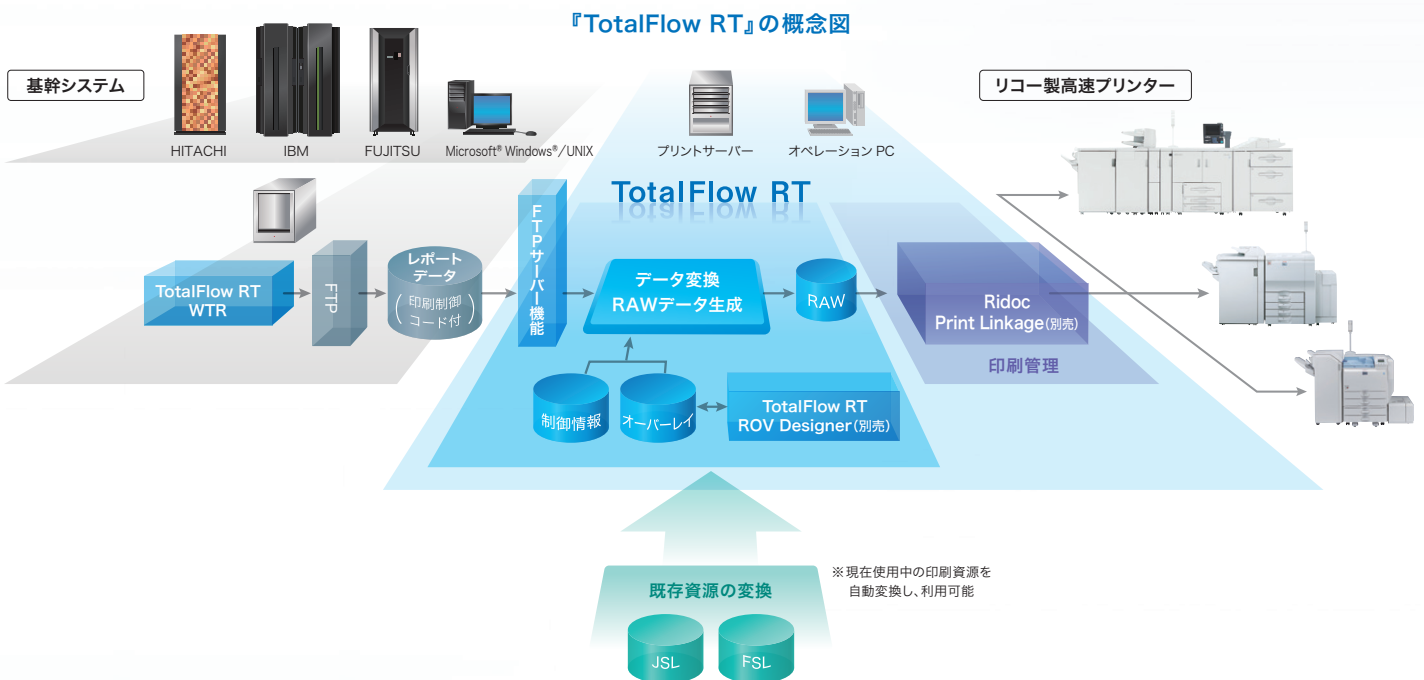 『TotalFlow RT』の概念図
基幹システム
HITACHI
IBM
FUJITSU
Microsoft® Windows®/UNIX
プリントサーバー
オペレーション PC
リコー製高速プリンター
TotalFlow RT
TotalFlow RT
WTR
FTP
レポート
データ
(印刷制御
コード付)
FTPサーバー機能
データ変換
RAWデータ生成
RAW
Ridoc
Print Linkage(別売)
印刷管理
制御情報
オーバーレイ
TotalFlow RT
ROV Designer(別売)
既存資源の変換
※現在使用中の印刷資源を
自動変換し、利用可能
JSL
FSL